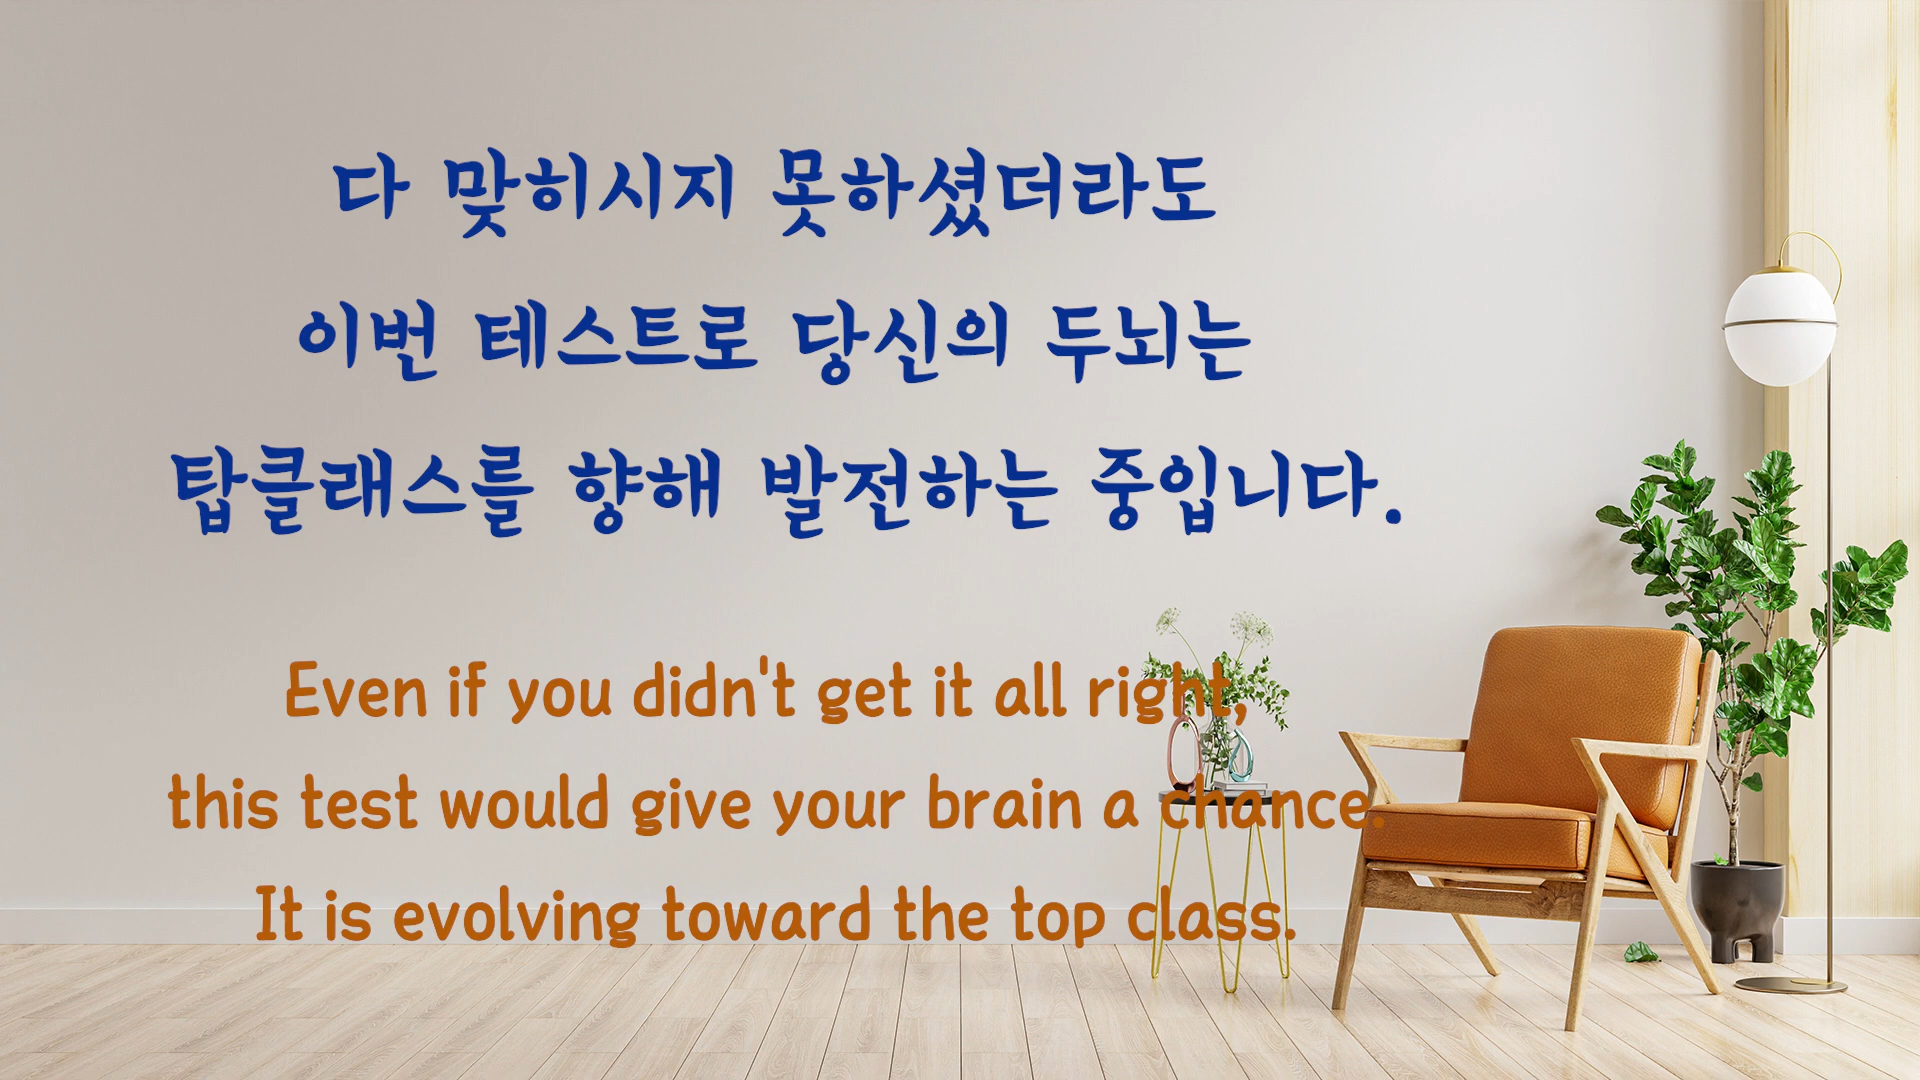 다 맞히시지 못하셨더라도
이번 테스트로 당신의 두뇌는
탑클래스를 향해 발전하는 중입니다.
Even if you didn't get it all right,
this test would give your brain a chance.
It is evolving toward the top class.